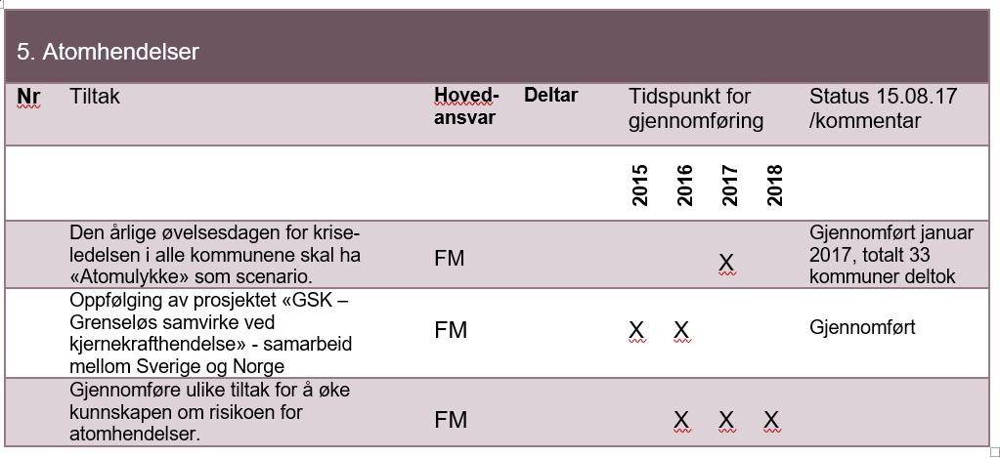 5. Atomhendelser
Nr Tiltak Hoved- Deltar Tidspunkt for Status 15.08.17
ansvar gjennomføring /kommentar
2015 2016 2017 2018
Den årlige øvelsesdagen for krise-
ledelsen i alle kommunene skal ha
«Atomulykke» som scenario.
FM
X
Gjennomført januar
2017, totalt 33
kommuner deltok
Oppfølging av prosjektet «GSK –
Grenseløs samvirke ved
kjernekrafthendelse» - samarbeid
mellom Sverige og Norge
FM
X X
Gjennomført
Gjennomføre ulike tiltak for å øke
kunnskapen om risikoen for
atomhendelser.
FM
X X X